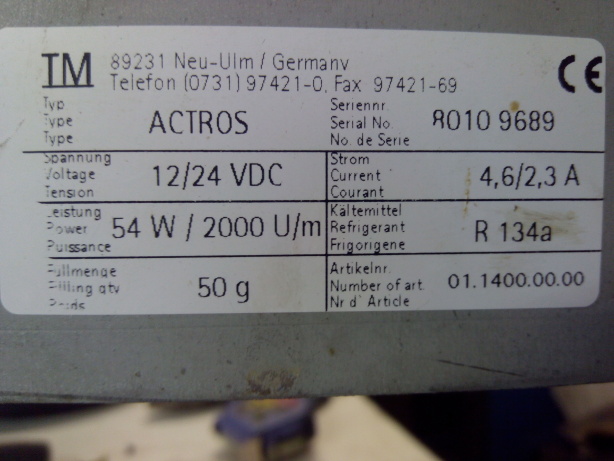 TM
89231 Neu-Ulm / Germany
Telefon (0731) 97421-0, Fax 97421-69
CE
Typ
Type
Type
ACTROS
Seriennr.
Serial No.
No. de Serie
8010 9689
Spannung
Voltage
Tension
12/24 VDC
Strom
Current
Courant
4,6/2,3 A
Leistung
Power
Puissance
54 W / 2000 U/m
Kältemittel
Refrigerant
Frigorigene
R 134a
Füllmenge
Filling qty
Poids
50 g
Artikelnr.
Number of art.
Nr d' Article
01.1400.00.00